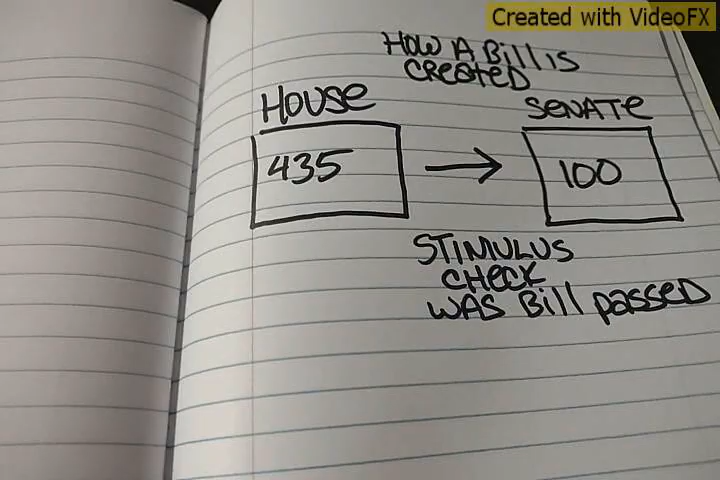 Created with VideoFX
HOW A Bill is
CREATED
HOUSE
SENATE
435
100
STIMULUS
CHECK
WAS Bill passed